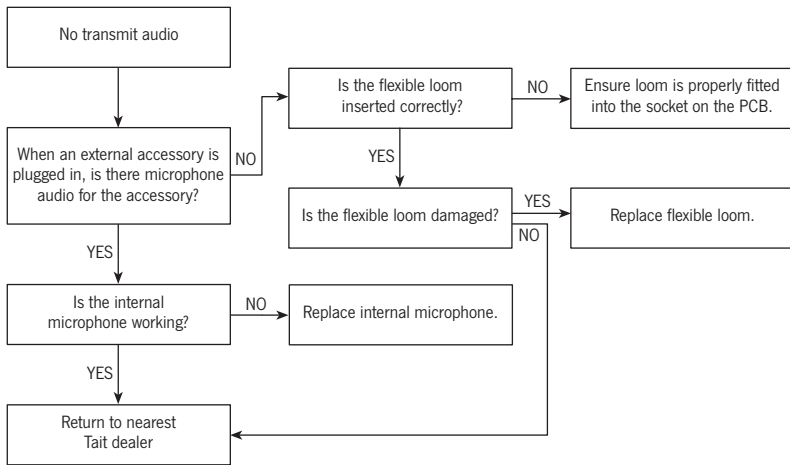 No transmit audio
Is the flexible loom
inserted correctly?
NO
Ensure loom is properly fitted
into the socket on the PCB.
When an external accessory is
plugged in, is there microphone
audio for the accessory?
NO
YES
Is the flexible loom damaged?
YES
NO
Replace flexible loom.
YES
Is the internal
microphone working?
NO
Replace internal microphone.
YES
Return to nearest
Tait dealer